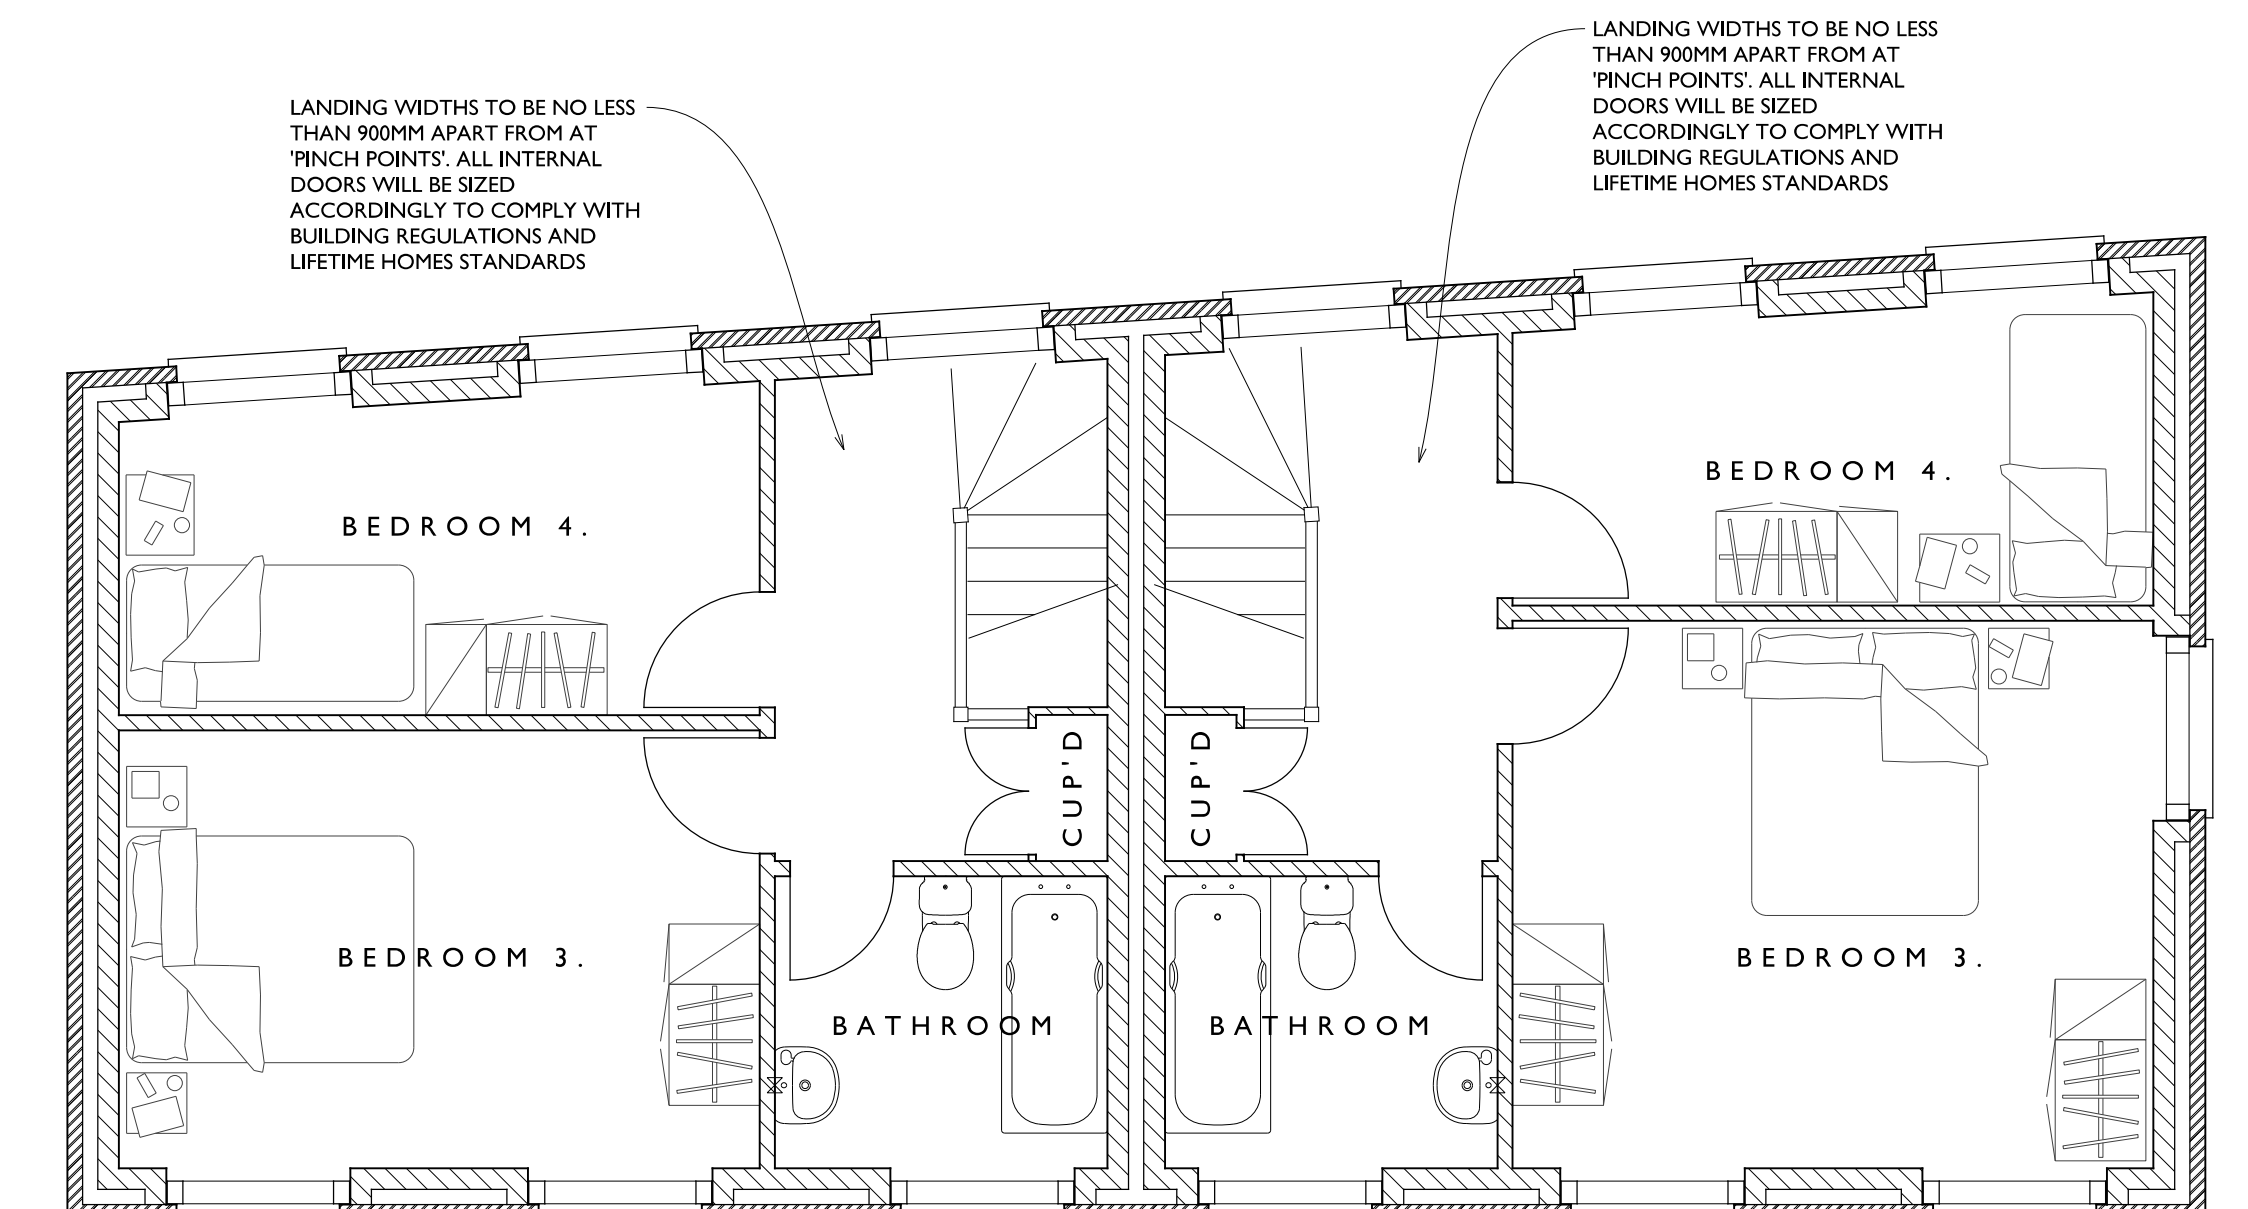 LANDING WIDTHS TO BE NO LESS
THAN 900MM APART FROM AT
'PINCH POINTS'. ALL INTERNAL
DOORS WILL BE SIZED
ACCORDINGLY TO COMPLY WITH
BUILDING REGULATIONS AND
LIFETIME HOMES STANDARDS
LANDING WIDTHS TO BE NO LESS
THAN 900MM APART FROM AT
'PINCH POINTS'. ALL INTERNAL
DOORS WILL BE SIZED
ACCORDINGLY TO COMPLY WITH
BUILDING REGULATIONS AND
LIFETIME HOMES STANDARDS
BEDROOM 4.
BEDROOM 4.
CUP'D
CUP'D
BEDROOM 3.
BEDROOM 3.
BATHROOM
BATHROOM